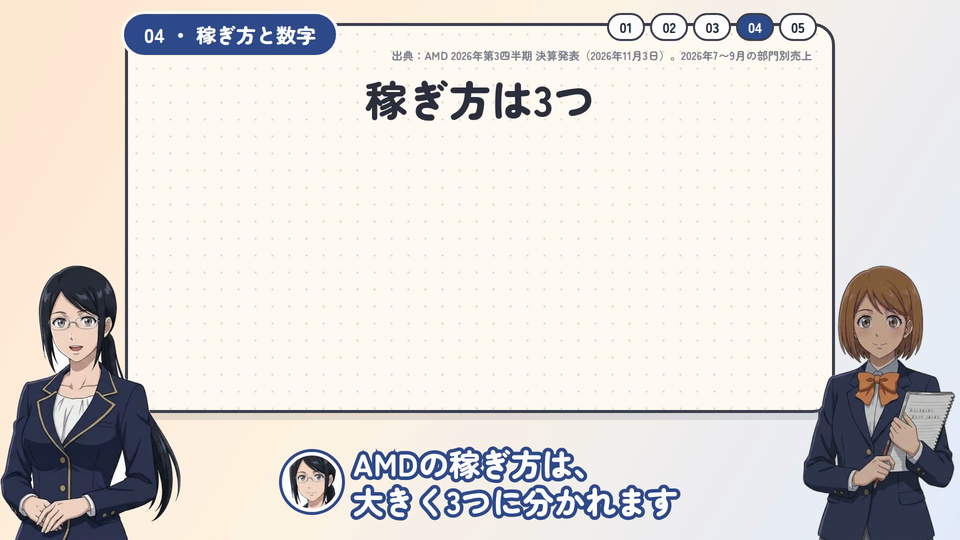 04 ・ 稼ぎ方と数字
01 02 03 04 05
出典：AMD 2026年第3四半期 決算発表（2026年11月3日）。2026年7〜9月の部門別売上
稼ぎ方は3つ
AMDの稼ぎ方は、
大きく3つに分かれます